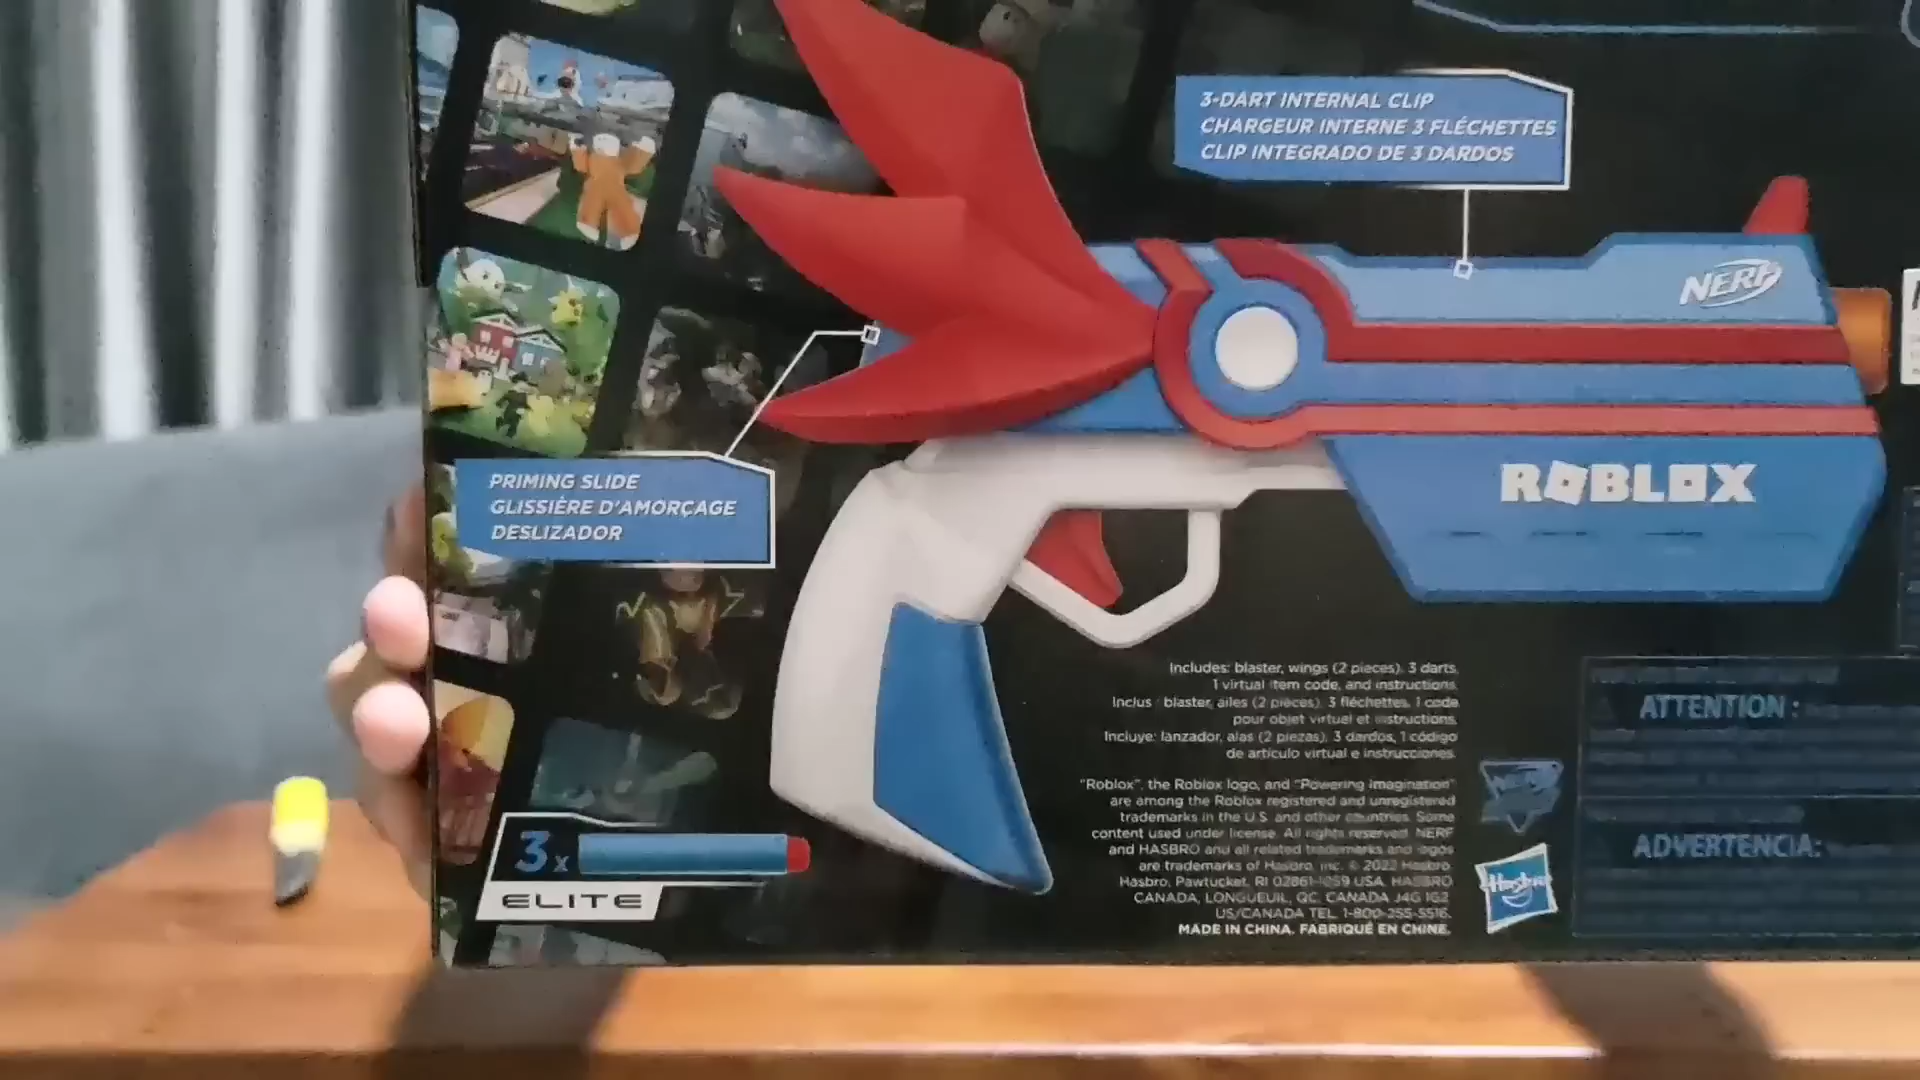 3-DART INTERNAL CLIP
CHARGEUR INTERNE 3 FLÉCHETTES
CLIP INTEGRADO DE 3 DARDOS
NERF
PRIMING SLIDE
GLISSIÈRE D'AMORÇAGE
DESLIZADOR
ROBLOX
Includes: blaster, wings (2 pieces), 3 darts,
1 virtual item code, and instructions.
Inclus : blaster, ailes (2 pièces), 3 fléchettes, 1 code
pour objet virtuel et instructions.
Incluye: lanzador, alas (2 piezas), 3 dardos, 1 código
de artículo virtual e instrucciones.
"Roblox", the Roblox logo, and "Powering Imagination"
are among the Roblox registered and unregistered
trademarks in the U.S. and other countries. Some
content used under license. All rights reserved. NERF
and HASBRO and all related trademarks and logos
are trademarks of Hasbro, Inc. © 2022 Hasbro.
Hasbro, Pawtucket, RI 02861-1059 USA. HASBRO
CANADA, LONGUEUIL, QC, CANADA J4G 1G2.
US/CANADA TEL. 1-800-255-5516.
MADE IN CHINA. FABRIQUÉ EN CHINE.
3x
ELITE
NERF
Hasbro
ATTENTION :
ADVERTENCIA: